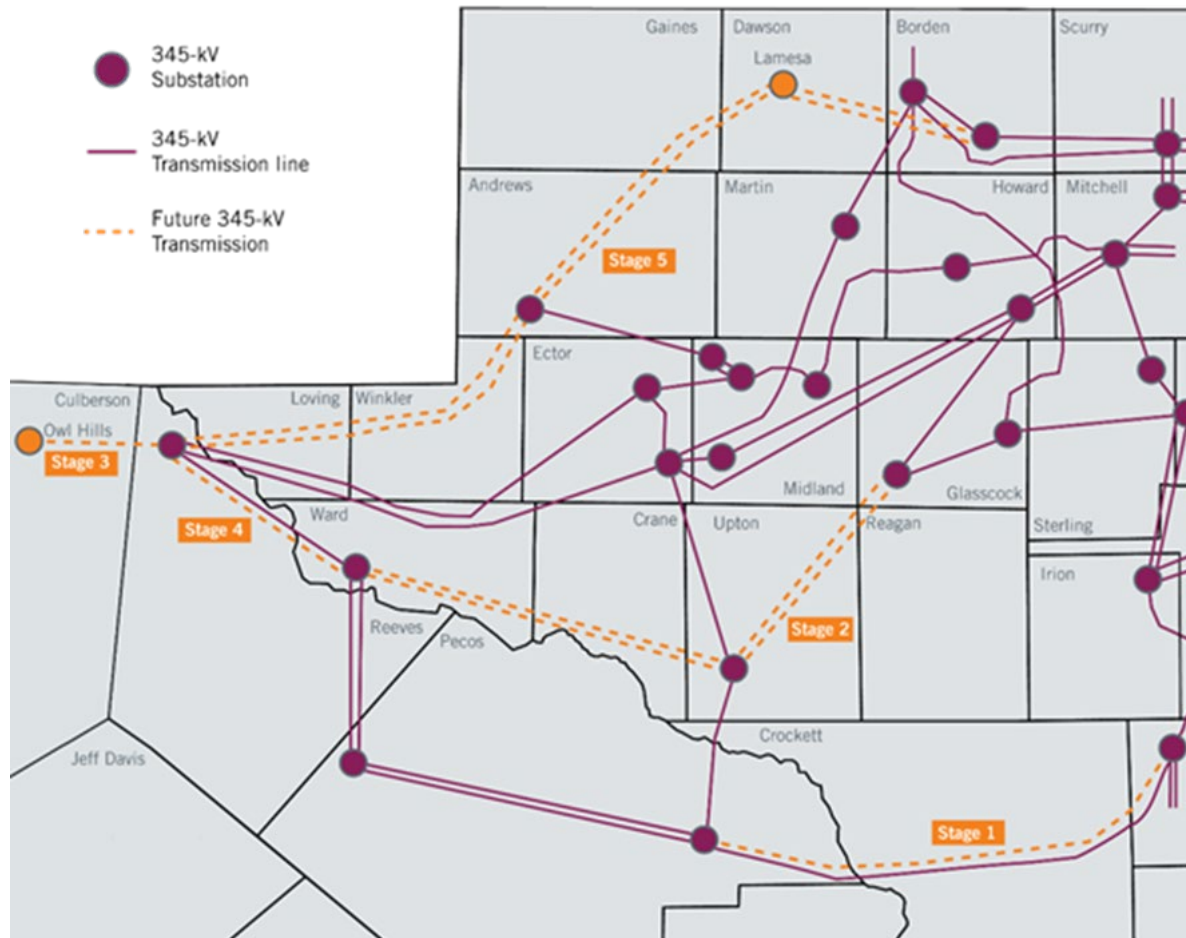 345-kV
Substation
345-kV
Transmission line
Future 345-kV
Transmission
Gaines
Dawson
Borden
Scurry
Lamesa
Andrews
Martin
Howard
Mitchell
Stage 5
Ector
Culberson
Loving
Winkler
Owl Hills
Stage 3
Midland
Glasscock
Ward
Crane
Upton
Reagan
Sterling
Stage 4
Irion
Reeves
Pecos
Stage 2
Crockett
Jeff Davis
Stage 1